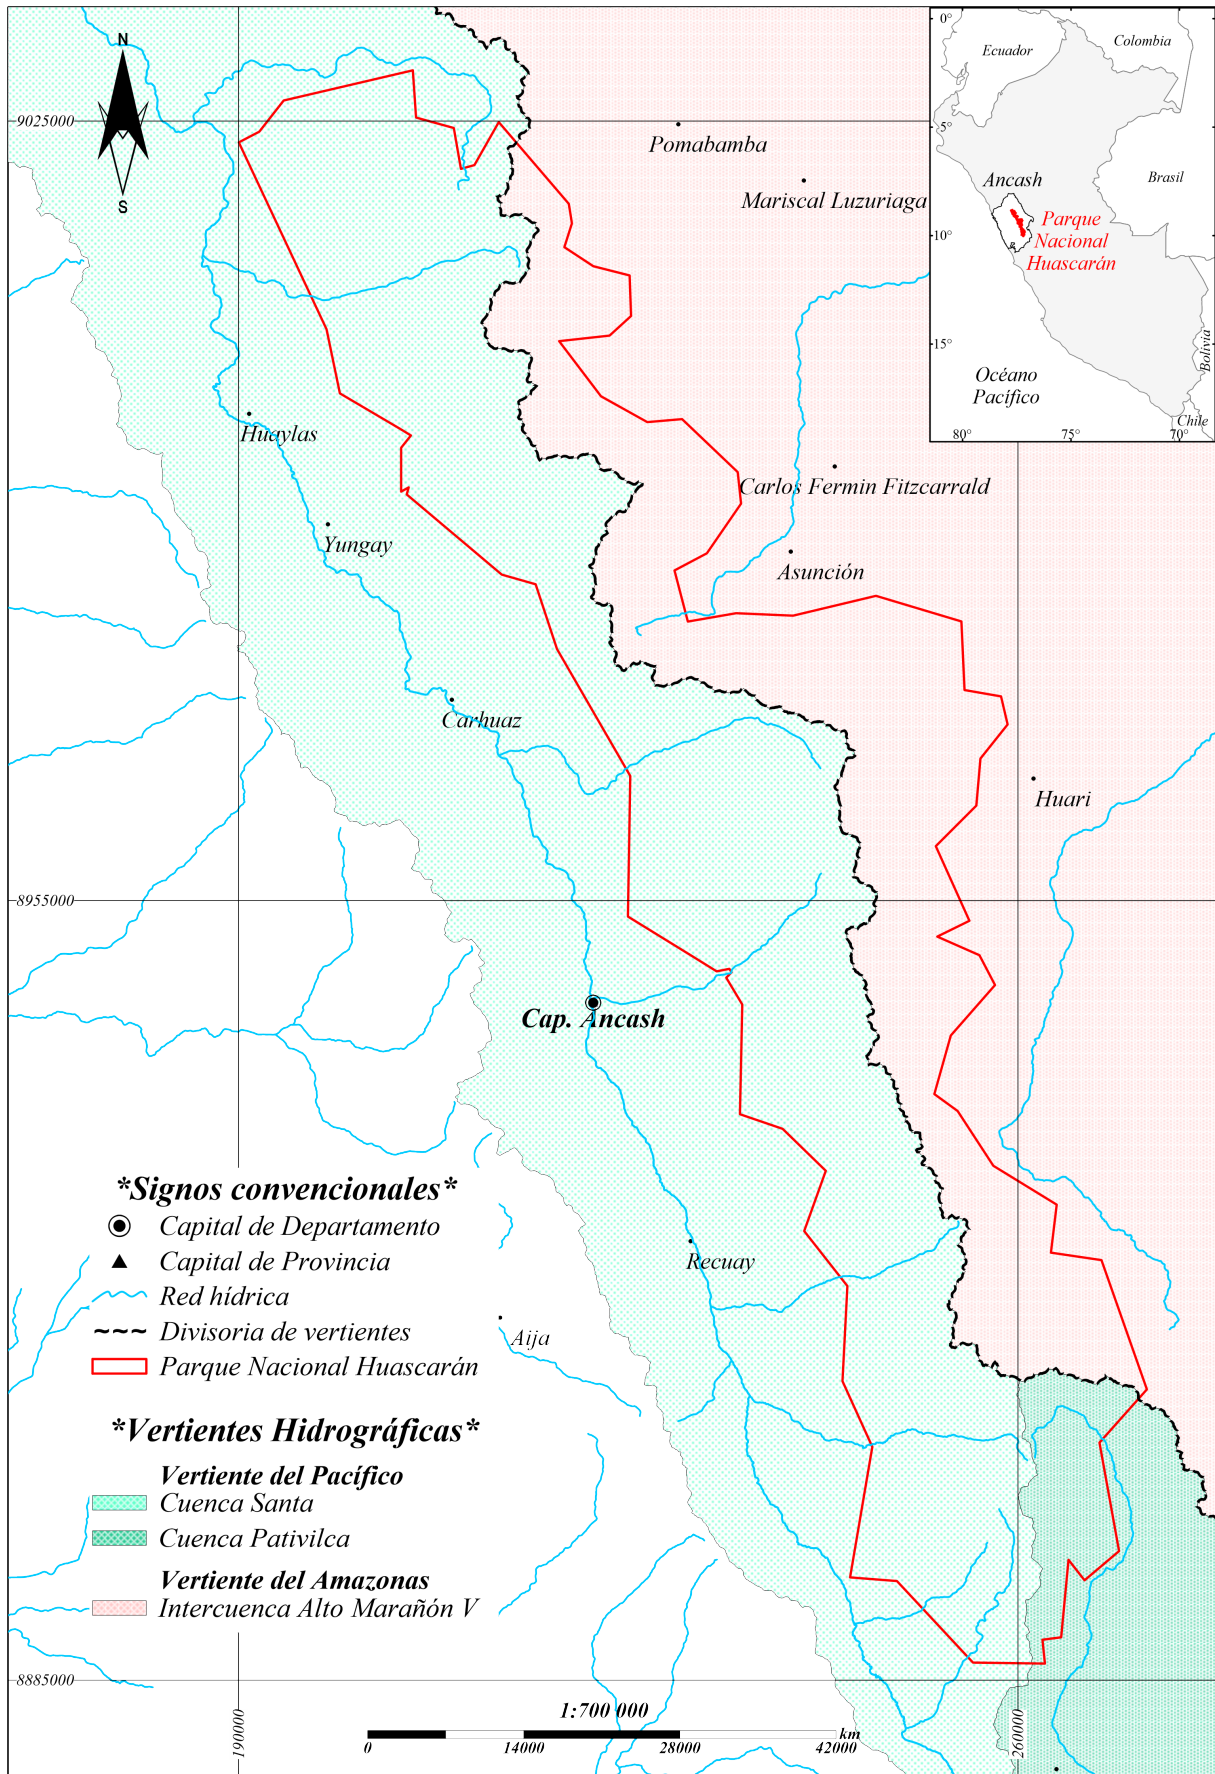 N
S
9025000
Pomabamba
Mariscal Luzuriaga
0°
5°
10°
15°
80°
75°
70°
Ecuador
Colombia
Brasil
Ancash
Parque
Nacional
Huascarán
Océano
Pacífico
Bolivia
Chile
Huaylas
Carlos Fermin Fitzcarrald
Yungay
Asunción
Carhuaz
Huari
8955000
Cap. Ancash
*Signos convencionales*
Capital de Departamento
Capital de Provincia
Red hídrica
Divisoria de vertientes
Parque Nacional Huascarán
Recuay
Aija
*Vertientes Hidrográficas*
Vertiente del Pacífico
Cuenca Santa
Cuenca Pativilca
Vertiente del Amazonas
Intercuenca Alto Marañón V
8885000
190000
260000
1:700 000
km
0
14000
28000
42000